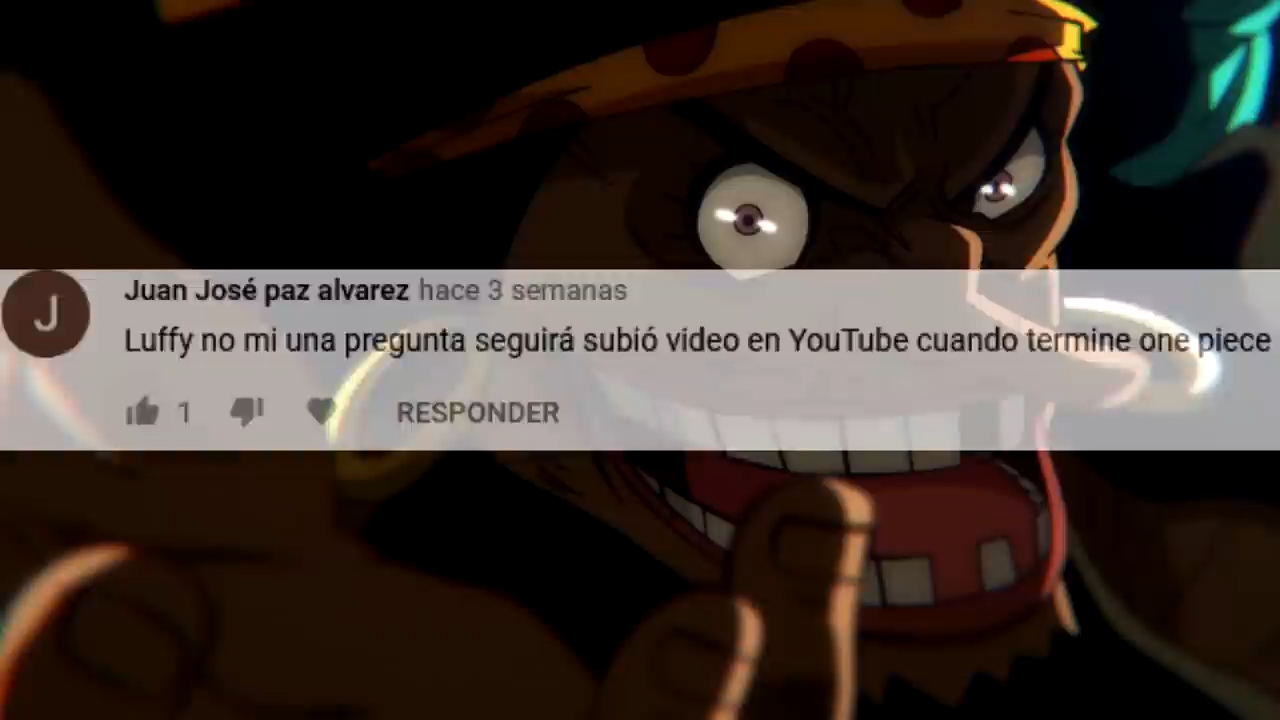 J
Juan José paz alvarez hace 3 semanas
Luffy no mi una pregunta seguirá subió video en YouTube cuando termine one piece
1 RESPONDER